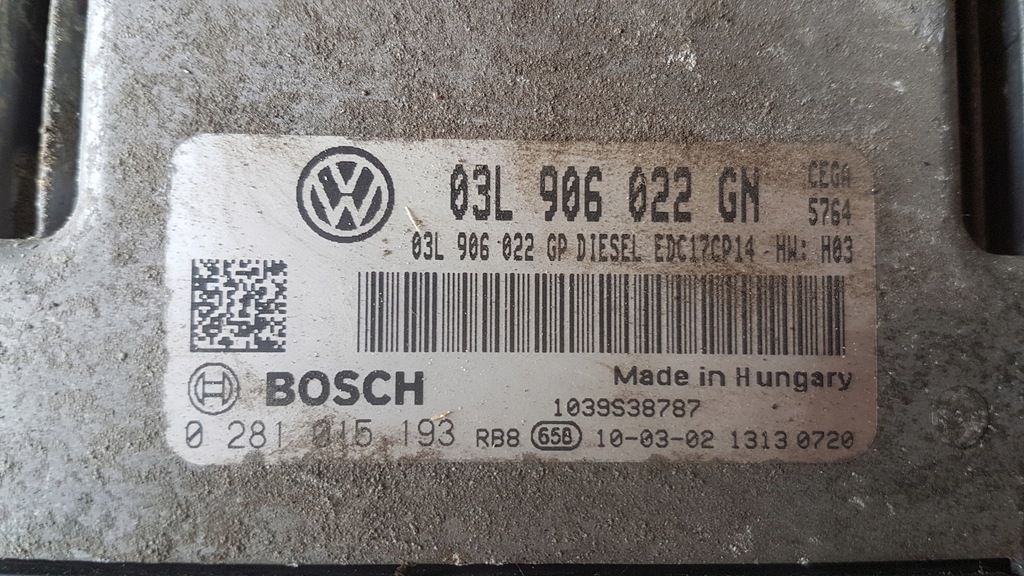 03L 906 022 GN CEGA
5764
03L 906 022 GP DIESEL EDC17CP14 - HW: H03
BOSCH
Made in Hungary
1039S38787
0 281 015 193 RB8 658 10-03-02 1313 0720